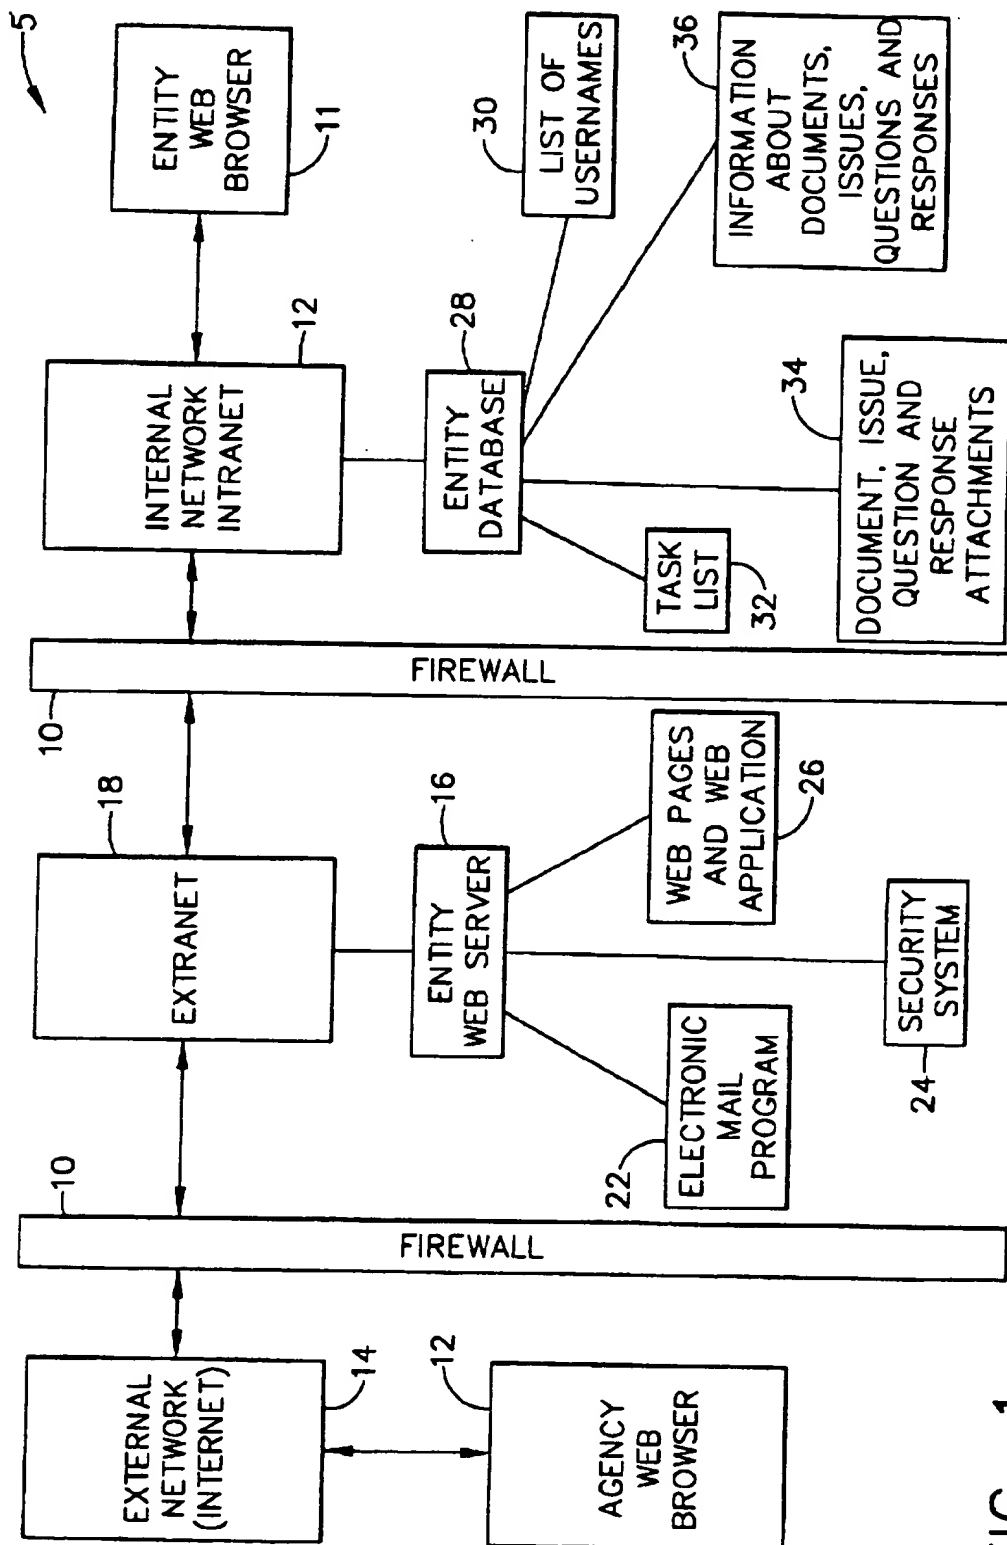 5
ENTITY
WEB
BROWSER
11
INTERNAL
NETWORK
INTRANET
12
ENTITY
DATABASE
28
LIST OF
USERNAMES
30
INFORMATION
ABOUT
DOCUMENTS,
ISSUES,
QUESTIONS AND
RESPONSES
36
TASK
LIST
32
DOCUMENT, ISSUE,
QUESTION AND
RESPONSE
ATTACHMENTS
34
FIREWALL
10
EXTRANET
18
ENTITY
WEB SERVER
16
WEB PAGES
AND WEB
APPLICATION
26
ELECTRONIC
MAIL
PROGRAM
22
SECURITY
SYSTEM
24
FIREWALL
10
EXTERNAL
NETWORK
(INTERNET)
14
AGENCY
WEB
BROWSER
12